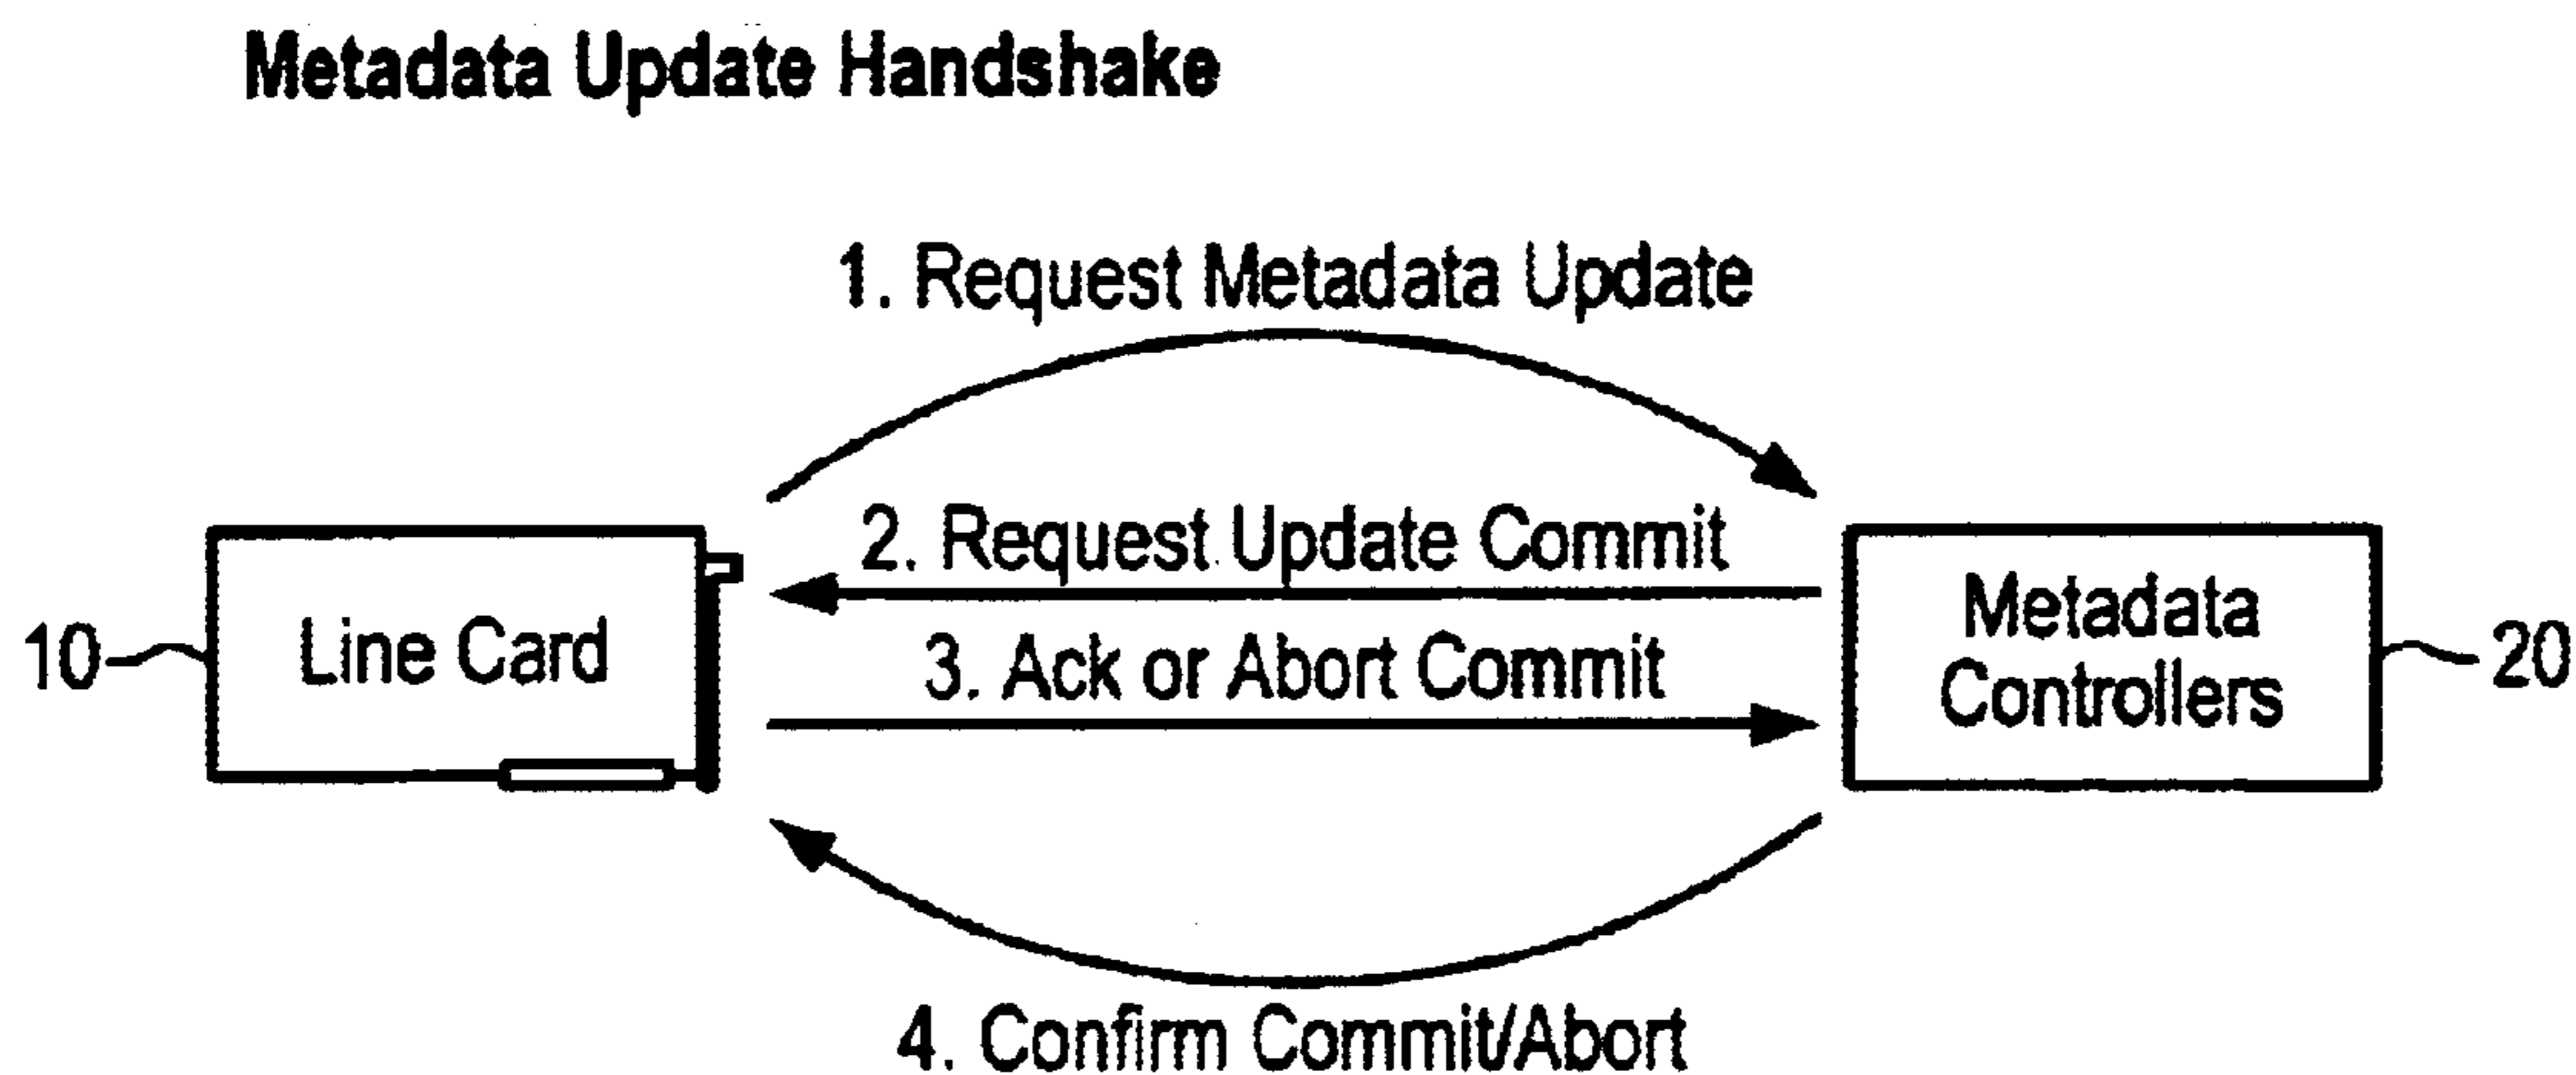 Metadata Update Handshake
1. Request Metadata Update
2. Request Update Commit
3. Ack or Abort Commit
4. Confirm Commit/Abort
10
Line Card
Metadata
Controllers
20